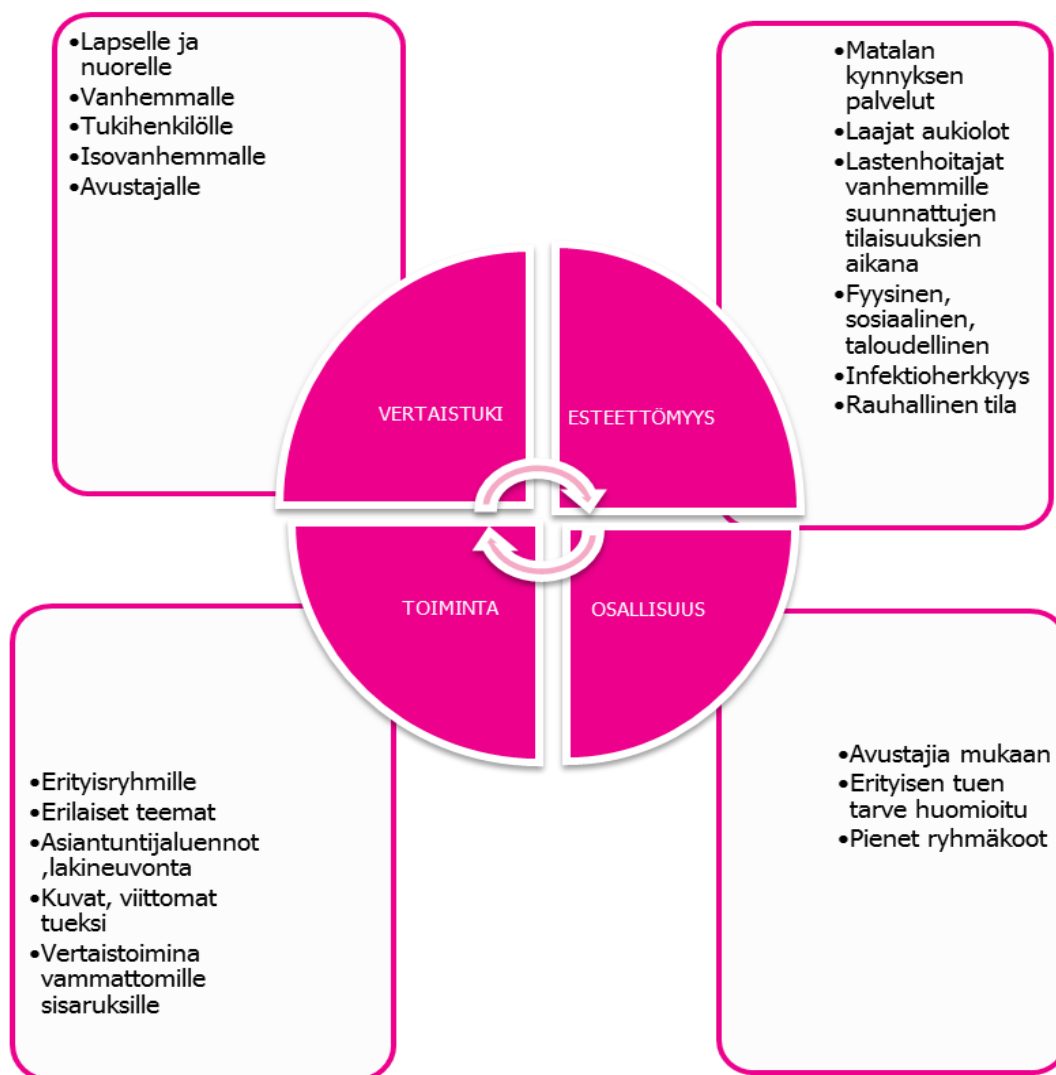 •Lapselle ja
nuorelle
•Vanhemmalle
•Tukihenkilölle
•Isovanhemmalle
•Avustajalle
•Matalan
kynnyksen
palvelut
•Laajat aukiolot
•Lastenhoitajat
vanhemmille
suunnattujen
tilaisuuksien
aikana
•Fyysinen,
sosiaalinen,
taloudellinen
•Infektioherkkyys
•Rauhallinen tila
VERTAISTUKI
ESTEETTÖMYYS
TOIMINTA
OSALLISUUS
•Erityisryhmille
•Erilaiset teemat
•Asiantuntijaluennot
,lakineuvonta
•Kuvat, viittomat
tueksi
•Vertaistoimina
vammattomille
sisaruksille
•Avustajia mukaan
•Erityisen tuen
tarve huomioitu
•Pienet ryhmäkoot